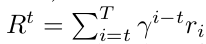 $R^t = \sum_{i=t}^{T} \gamma^{i-t} r_i$